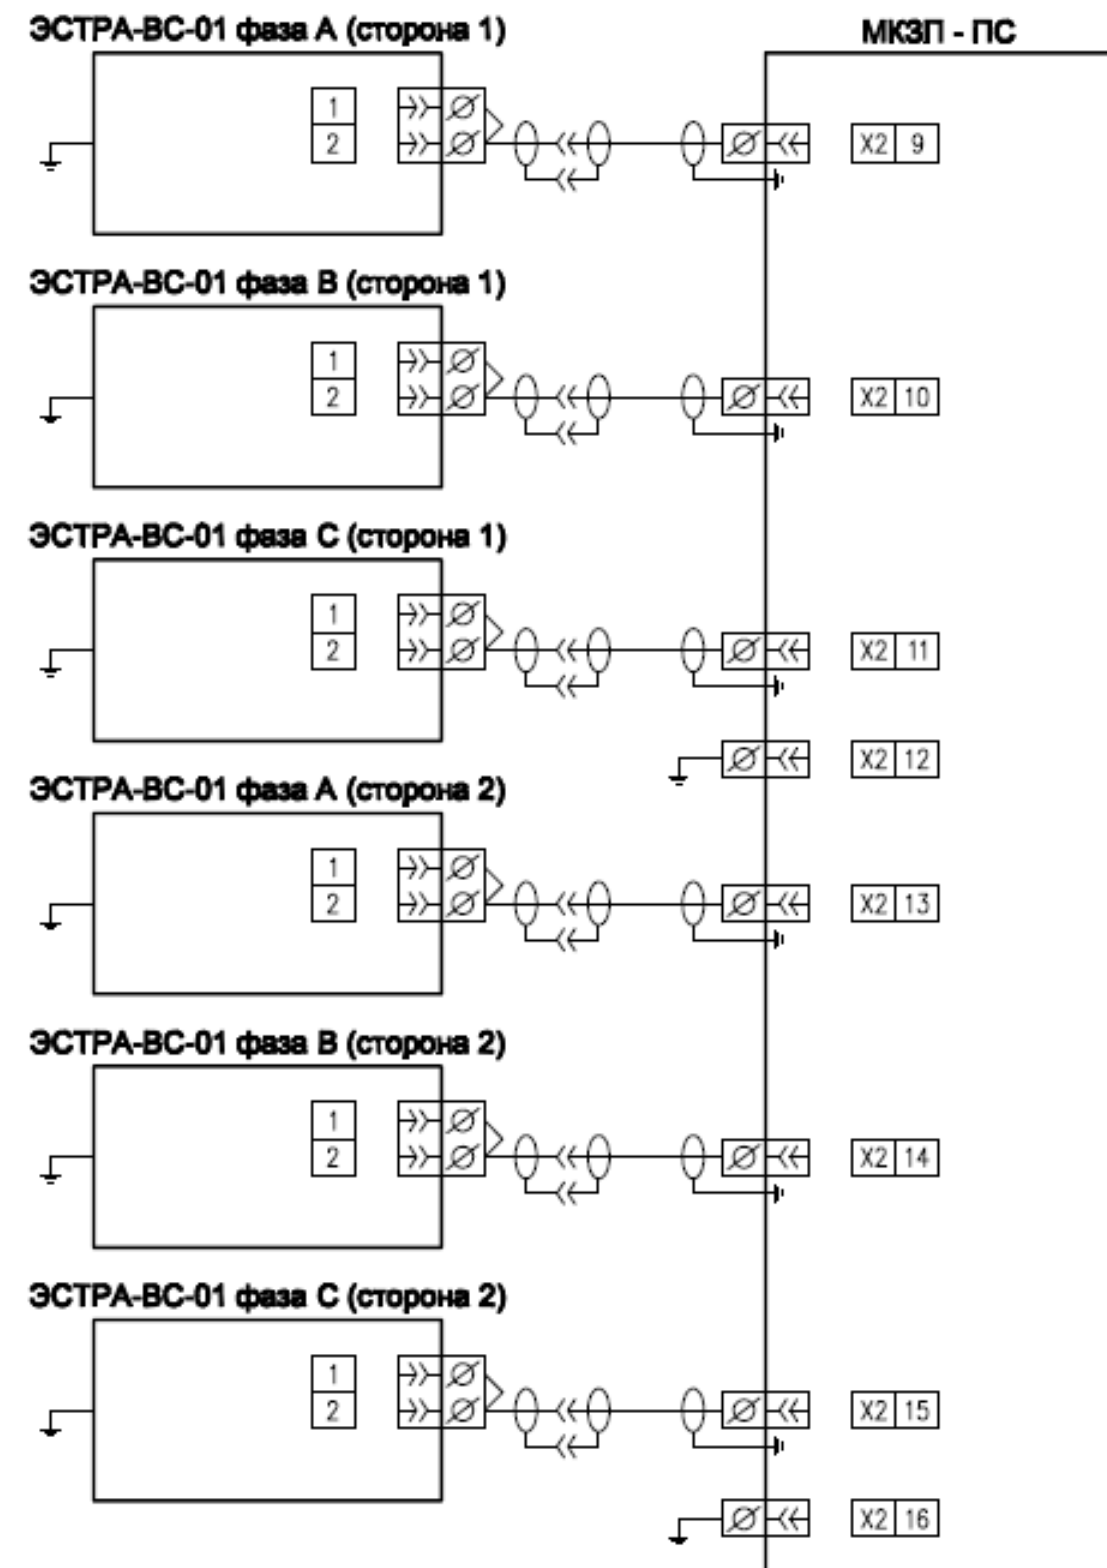 ЭСТРА-ВС-01 фаза А (сторона 1)
МКЗП - ПС
1
2
X2 9
ЭСТРА-ВС-01 фаза В (сторона 1)
1
2
X2 10
ЭСТРА-ВС-01 фаза С (сторона 1)
1
2
X2 11
X2 12
ЭСТРА-ВС-01 фаза А (сторона 2)
1
2
X2 13
ЭСТРА-ВС-01 фаза В (сторона 2)
1
2
X2 14
ЭСТРА-ВС-01 фаза С (сторона 2)
1
2
X2 15
X2 16